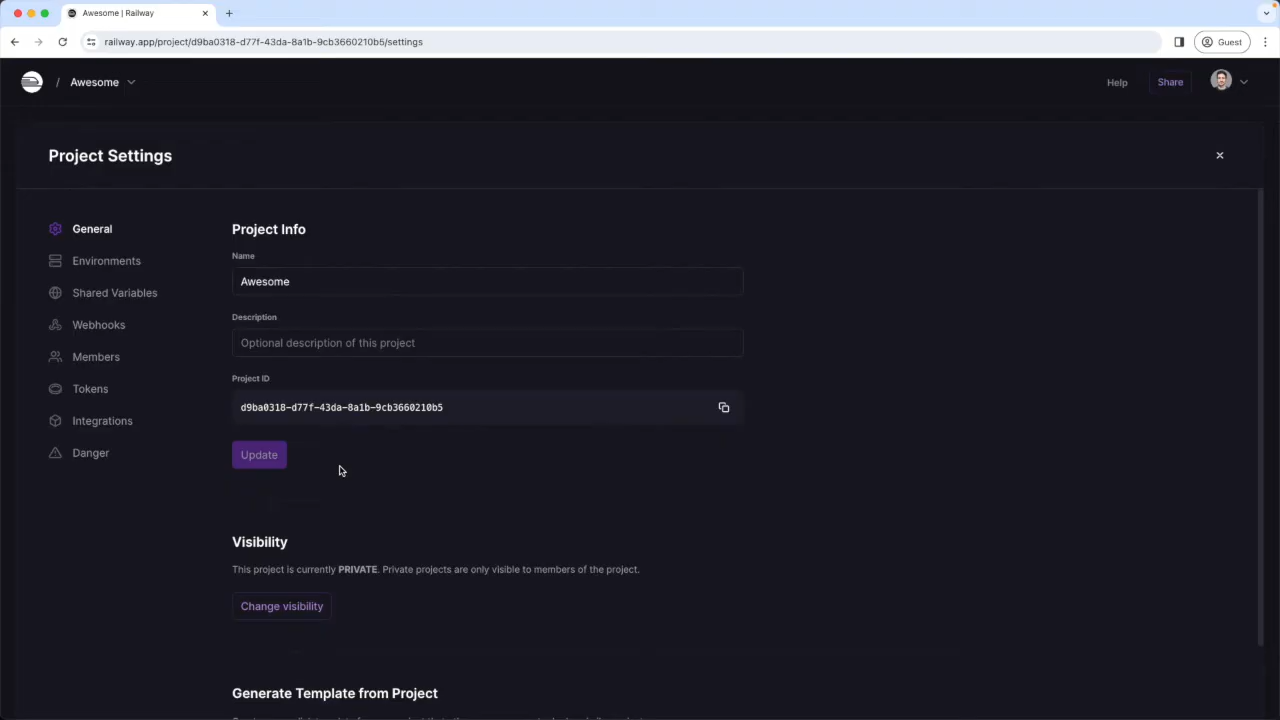 Awesome | Railway
railway.app/project/d9ba0318-d77f-43da-8a1b-9cb3660210b5/settings
Guest
/ Awesome
Help
Share
Project Settings
General
Environments
Shared Variables
Webhooks
Members
Tokens
Integrations
Danger
Project Info
Name
Awesome
Description
Optional description of this project
Project ID
d9ba0318-d77f-43da-8a1b-9cb3660210b5
Update
Visibility
This project is currently PRIVATE. Private projects are only visible to members of the project.
Change visibility
Generate Template from Project